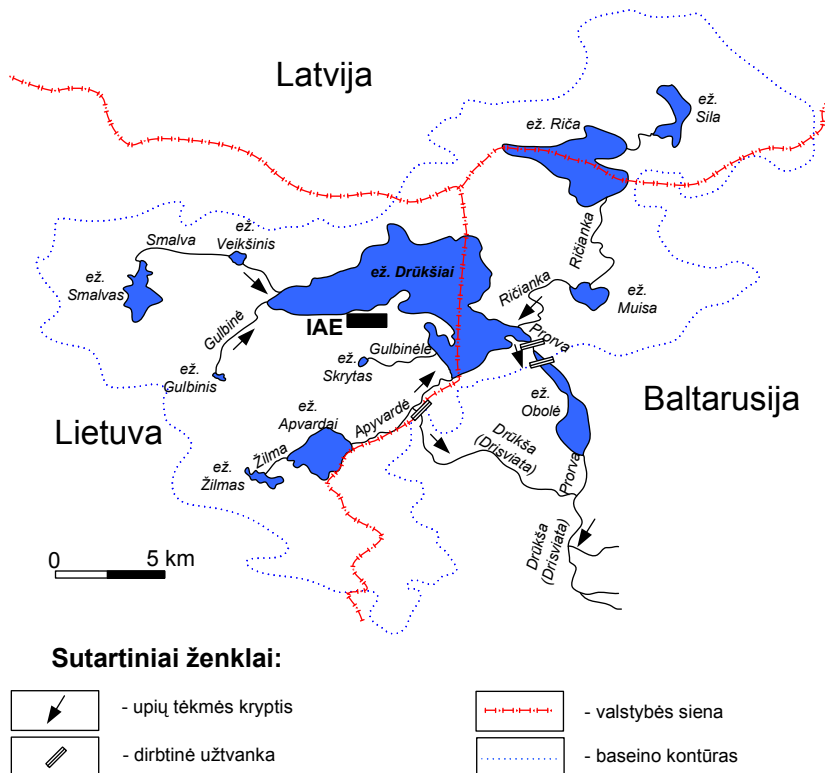 Latvija
ež.
Sila
ež. Riča
Smalva
ež.
Veikšinis
ež.
Smalvas
ež. Drūkšiai
Ričianka
Ričianka
ež.
Muisa
Gulbinė
IAE
Prorva
Gulbinėlė
ež.
Skrytas
ež.
Gulbinis
ež.
Obolė
Baltarusija
Lietuva
ež.
Apvardai
Apyvardė
Žilma
ež.
Žilmas
Drūkša
(Drisviata)
Prorva
Drūkša
(Drisviata)
0 5 km
Sutartiniai ženklai:
- upių tėkmės kryptis
- valstybės siena
- dirbtinė užtvanka
- baseino kontūras